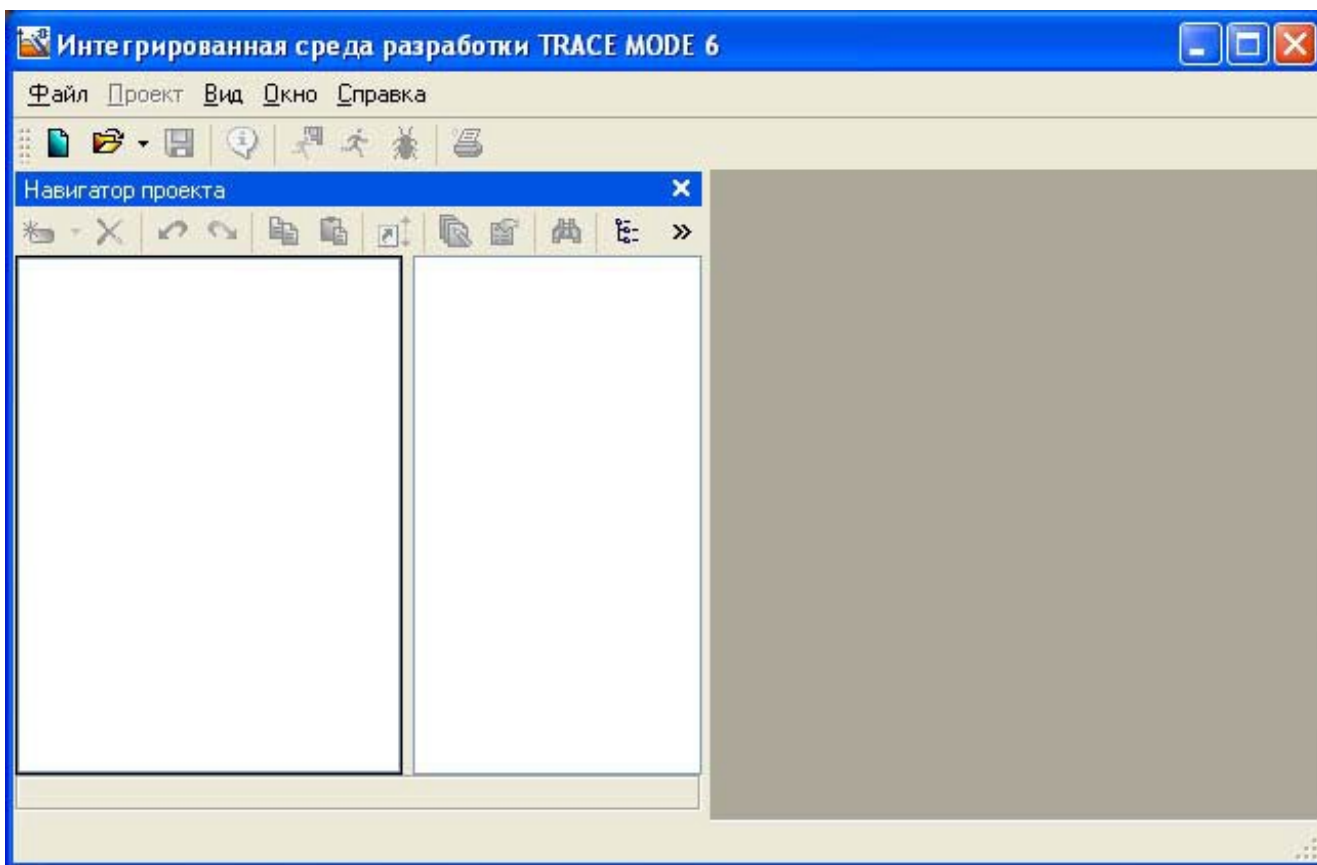 Интегрированная среда разработки TRACE MODE 6
Файл Проект Вид Окно Справка
Навигатор проекта